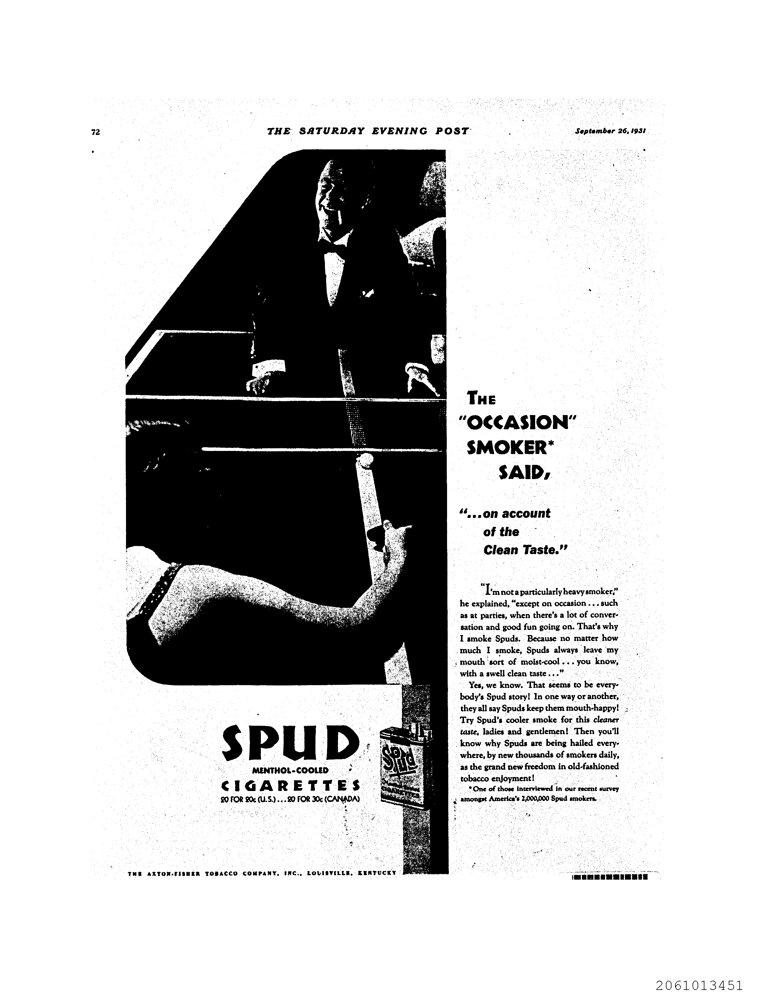 72
THE SATURDAY EVENING POST
September 26, 1931
THE
"OCCASION"
SMOKER*
SAID,
"...on account
of the
Clean Taste."
"I'm not a particularly heavy smoker,"
he explained, "except on occasion . . . such
as at parties, when there's a lot of conver-
sation and good fun going on. That's why
I smoke Spuds. Because no matter how
much I smoke, Spuds always leave my
mouth sort of moist-cool . . . you know,
with a swell clean taste . . ."
Yes, we know. That seems to be every-
body's Spud story! In one way or another,
they all say Spuds keep them mouth-happy!
Try Spud's cooler smoke for this cleaner
taste, ladies and gentlemen! Then you'll
know why Spuds are being hailed every-
where, by new thousands of smokers daily,
as the grand new freedom in old-fashioned
tobacco enjoyment!
*One of those interviewed in our recent survey
amongst America's 2,000,000 Spud smokers.
SPUD
MENTHOL-COOLED
CIGARETTES
20 FOR 20c (U.S.) . . . 20 FOR 30c (CANADA)
Spud
THE AXTON-FISHER TOBACCO COMPANY, INC., LOUISVILLE, KENTUCKY
2061013451